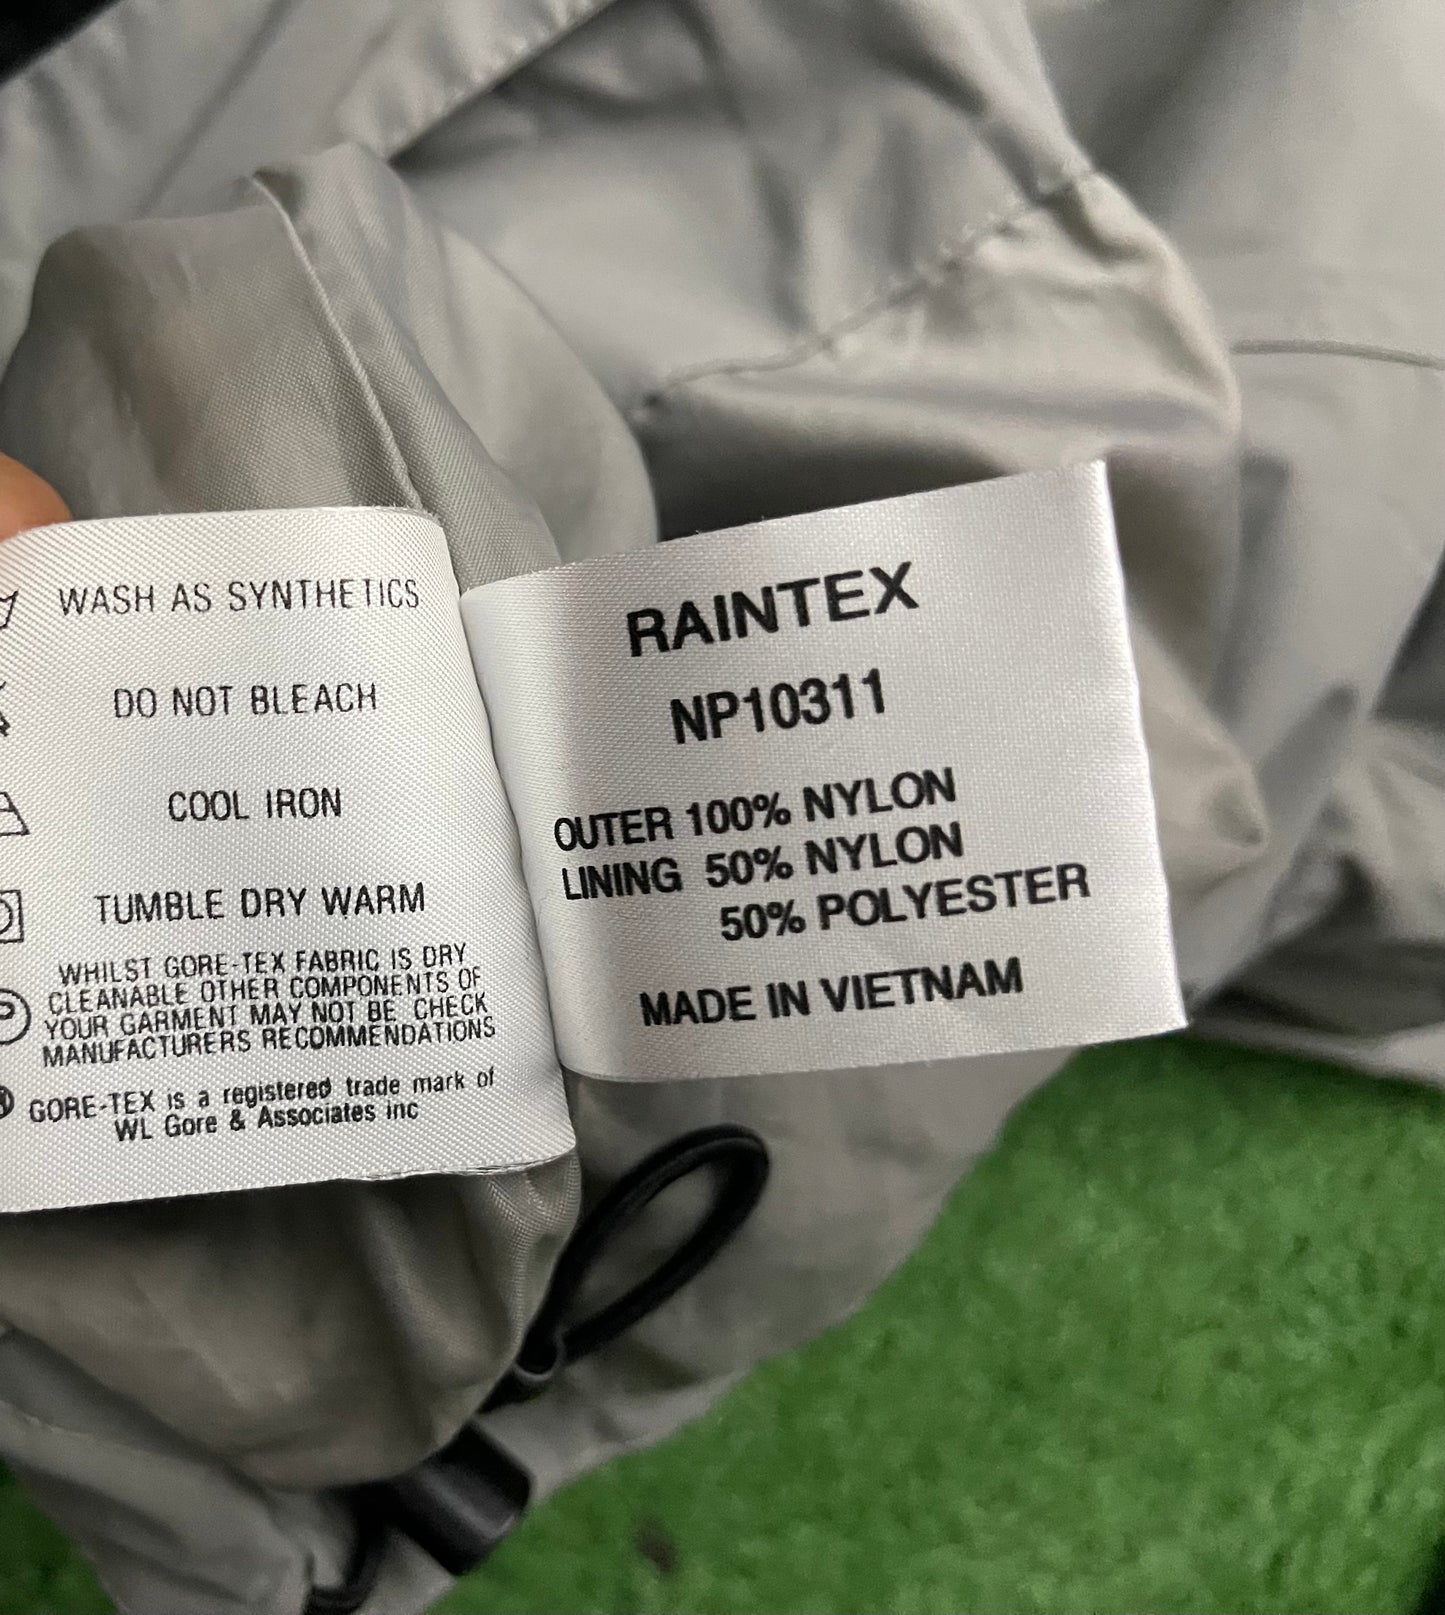 WASH AS SYNTHETICS
DO NOT BLEACH
COOL IRON
TUMBLE DRY WARM
WHILST GORE-TEX FABRIC IS DRY
CLEANABLE OTHER COMPONENTS OF
YOUR GARMENT MAY NOT BE CHECK
MANUFACTURERS RECOMMENDATIONS
GORE-TEX is a registered trade mark of
WL Gore & Associates inc
RAINTEX
NP10311
OUTER 100% NYLON
LINING 50% NYLON
50% POLYESTER
MADE IN VIETNAM